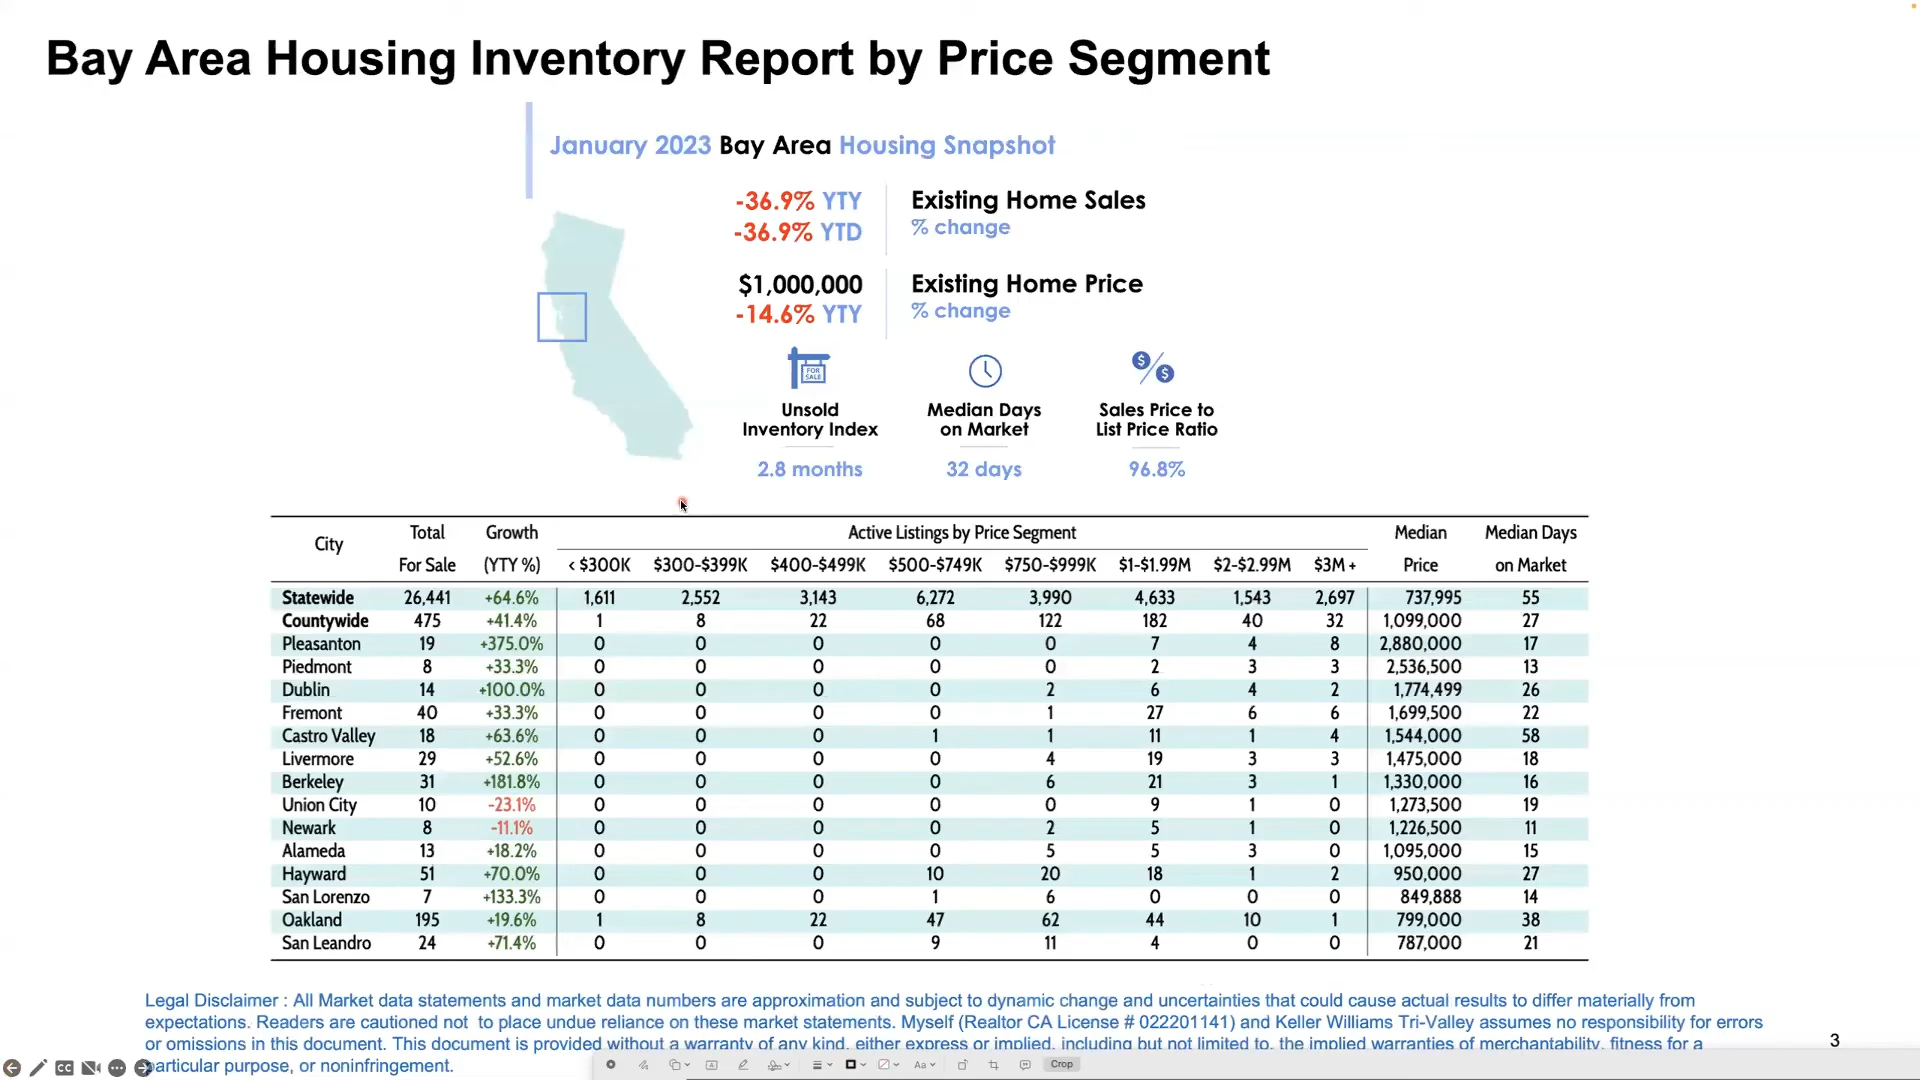 Bay Area Housing Inventory Report by Price Segment
January 2023 Bay Area Housing Snapshot
-36.9% YTY
-36.9% YTD
Existing Home Sales
% change
$1,000,000
-14.6% YTY
Existing Home Price
% change
FOR SALE
Unsold Inventory Index
2.8 months
Median Days on Market
32 days
Sales Price to List Price Ratio
96.8%
City Total For Sale Growth (YTY %) Active Listings by Price Segment Median Price Median Days on Market
< $300K $300-$399K $400-$499K $500-$749K $750-$999K $1-$1.99M $2-$2.99M $3M +
Statewide 26,441 +64.6% 1,611 2,552 3,143 6,272 3,990 4,633 1,543 2,697 737,995 55
Countywide 475 +41.4% 1 8 22 68 122 182 40 32 1,099,000 27
Pleasanton 19 +375.0% 0 0 0 0 0 7 4 8 2,880,000 17
Piedmont 8 +33.3% 0 0 0 0 0 2 3 3 2,536,500 13
Dublin 14 +100.0% 0 0 0 0 2 6 4 2 1,774,499 26
Fremont 40 +33.3% 0 0 0 0 1 27 6 6 1,699,500 22
Castro Valley 18 +63.6% 0 0 0 1 1 11 1 4 1,544,000 58
Livermore 29 +52.6% 0 0 0 0 4 19 3 3 1,475,000 18
Berkeley 31 +181.8% 0 0 0 0 6 21 3 1 1,330,000 16
Union City 10 -23.1% 0 0 0 0 0 9 1 0 1,273,500 19
Newark 8 -11.1% 0 0 0 0 2 5 1 0 1,226,500 11
Alameda 13 +18.2% 0 0 0 0 5 5 3 0 1,095,000 15
Hayward 51 +70.0% 0 0 0 10 20 18 1 2 950,000 27
San Lorenzo 7 +133.3% 0 0 0 1 6 0 0 0 849,888 14
Oakland 195 +19.6% 1 8 22 47 62 44 10 1 799,000 38
San Leandro 24 +71.4% 0 0 0 9 11 4 0 0 787,000 21
Legal Disclaimer : All Market data statements and market data numbers are approximation and subject to dynamic change and uncertainties that could cause actual results to differ materially from
expectations. Readers are cautioned not to place undue reliance on these market statements. Myself (Realtor CA License # 022201141) and Keller Williams Tri-Valley assumes no responsibility for errors
or omissions in this document. This document is provided without a warranty of any kind, either express or implied, including but not limited to, the implied warranties of merchantability, fitness for a
particular purpose, or noninfringement.
3
CC
Aa
Crop